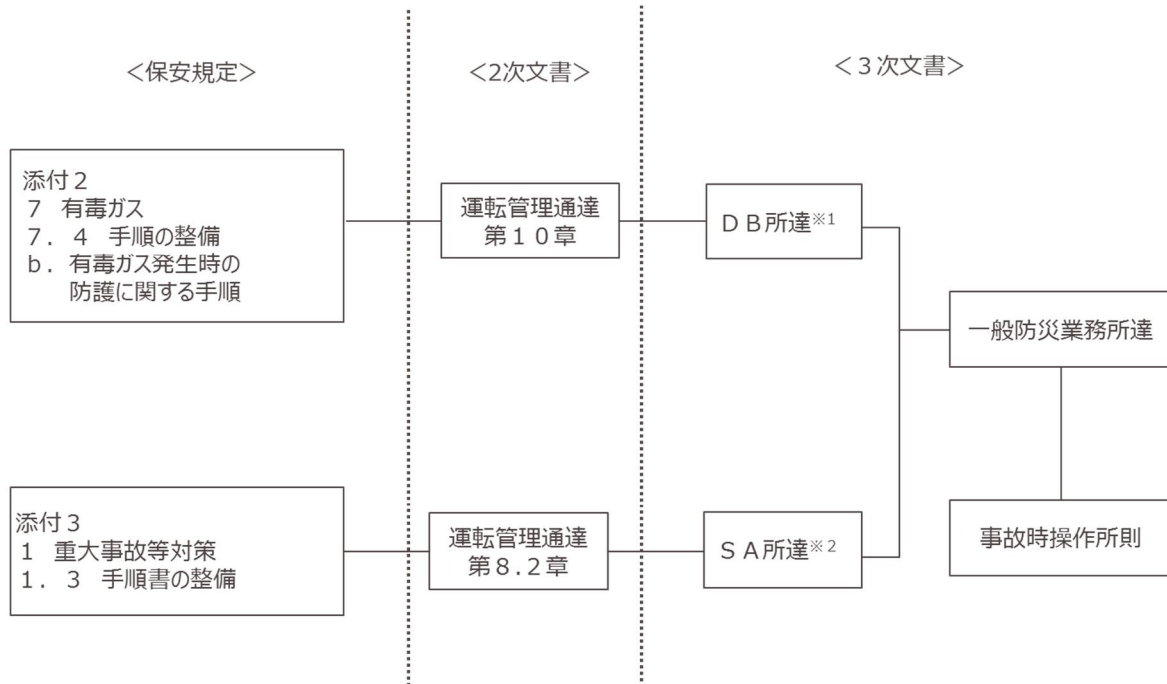 <保安規定>
<2次文書>
<３次文書>
添付２
７　有毒ガス
７．４　手順の整備
ｂ．有毒ガス発生時の
防護に関する手順
運転管理通達
第１０章
ＤＢ所達※1
一般防災業務所達
添付３
１　重大事故等対策
１．３　手順書の整備
運転管理通達
第８.２章
ＳＡ所達※２
事故時操作所則